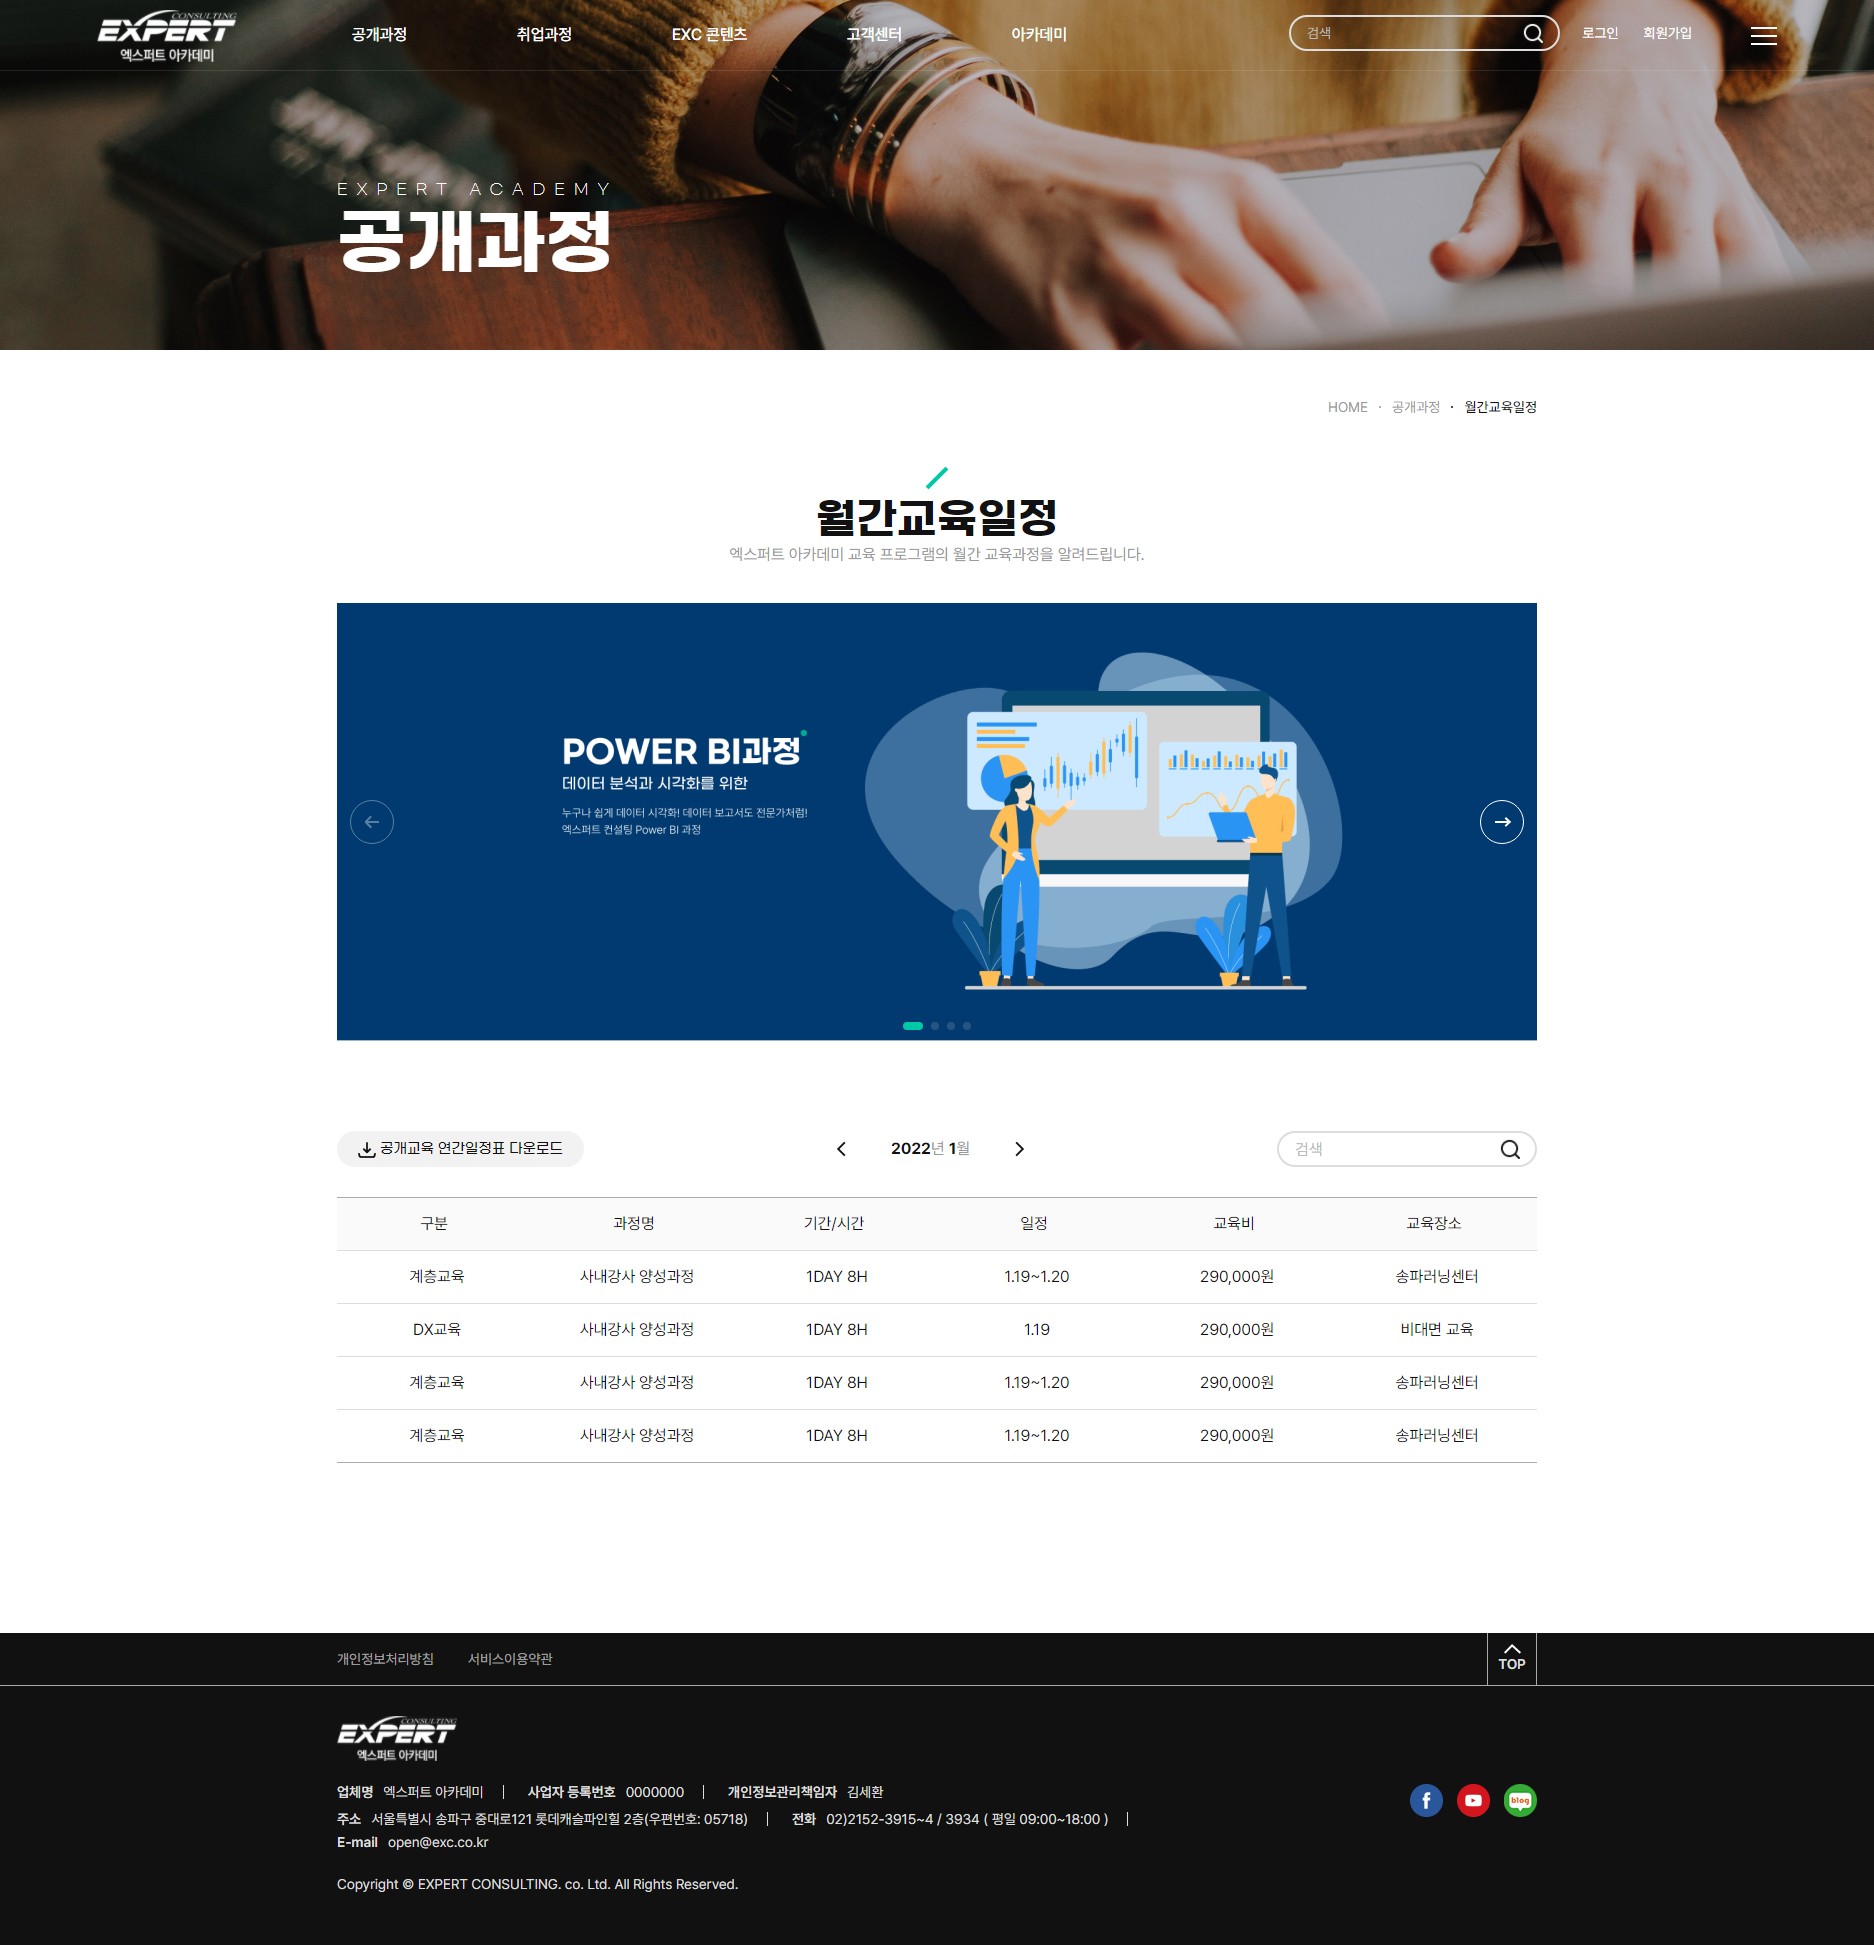 CONSULTING
EXPERT
엑스퍼트 아카데미
공개과정 취업과정 EXC 콘텐츠 고객센터 아카데미
검색
로그인 회원가입
EXPERT ACADEMY
공개과정
HOME · 공개과정 · 월간교육일정
월간교육일정
엑스퍼트 아카데미 교육 프로그램의 월간 교육과정을 알려드립니다.
POWER BI과정
데이터 분석과 시각화를 위한
누구나 쉽게 데이터 시각화! 데이터 보고서도 전문가처럼!
엑스퍼트 컨설팅 Power BI 과정
공개교육 연간일정표 다운로드
2022년 1월
검색
구분 과정명 기간/시간 일정 교육비 교육장소
계층교육 사내강사 양성과정 1DAY 8H 1.19~1.20 290,000원 송파러닝센터
DX교육 사내강사 양성과정 1DAY 8H 1.19 290,000원 비대면 교육
계층교육 사내강사 양성과정 1DAY 8H 1.19~1.20 290,000원 송파러닝센터
계층교육 사내강사 양성과정 1DAY 8H 1.19~1.20 290,000원 송파러닝센터
개인정보처리방침 서비스이용약관
TOP
CONSULTING
EXPERT
엑스퍼트 아카데미
업체명 엑스퍼트 아카데미 | 사업자 등록번호 0000000 | 개인정보관리책임자 김세환
주소 서울특별시 송파구 중대로121 롯데캐슬파인힐 2층(우편번호: 05718) | 전화 02)2152-3915~4 / 3934 ( 평일 09:00~18:00 ) |
E-mail open@exc.co.kr
f
blog
Copyright © EXPERT CONSULTING. co. Ltd. All Rights Reserved.